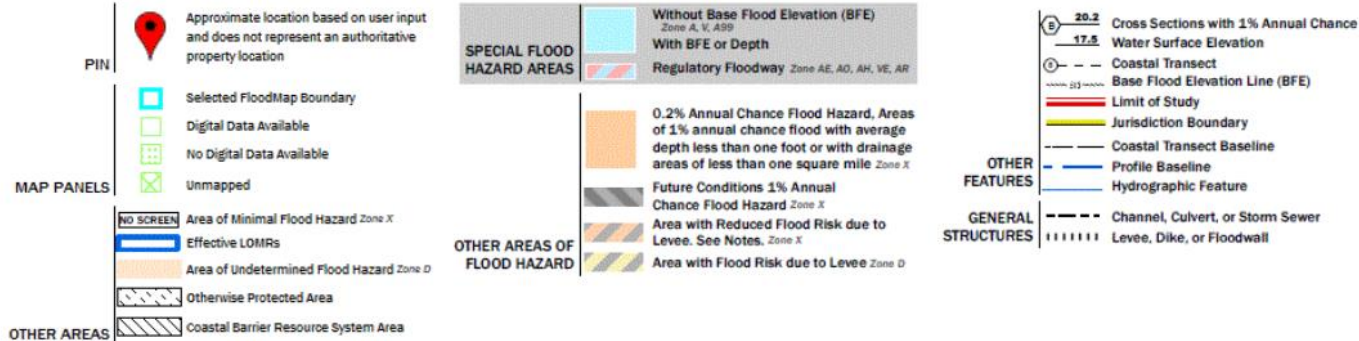 PIN
Approximate location based on user input
and does not represent an authoritative
property location
MAP PANELS
Selected FloodMap Boundary
Digital Data Available
No Digital Data Available
Unmapped
OTHER AREAS
NO SCREEN Area of Minimal Flood Hazard Zone X
Effective LOMRs
Area of Undetermined Flood Hazard Zone D
Otherwise Protected Area
Coastal Barrier Resource System Area
SPECIAL FLOOD
HAZARD AREAS
Without Base Flood Elevation (BFE)
Zone A, V, A99
With BFE or Depth
Regulatory Floodway Zone AE, AO, AH, VE, AR
OTHER AREAS OF
FLOOD HAZARD
0.2% Annual Chance Flood Hazard, Areas
of 1% annual chance flood with average
depth less than one foot or with drainage
areas of less than one square mile Zone X
Future Conditions 1% Annual
Chance Flood Hazard Zone X
Area with Reduced Flood Risk due to
Levee. See Notes. Zone X
Area with Flood Risk due to Levee Zone D
OTHER
FEATURES
B 20.2 Cross Sections with 1% Annual Chance
17.5 Water Surface Elevation
8 Coastal Transect
513 Base Flood Elevation Line (BFE)
Limit of Study
Jurisdiction Boundary
Coastal Transect Baseline
Profile Baseline
Hydrographic Feature
GENERAL
STRUCTURES
Channel, Culvert, or Storm Sewer
Levee, Dike, or Floodwall